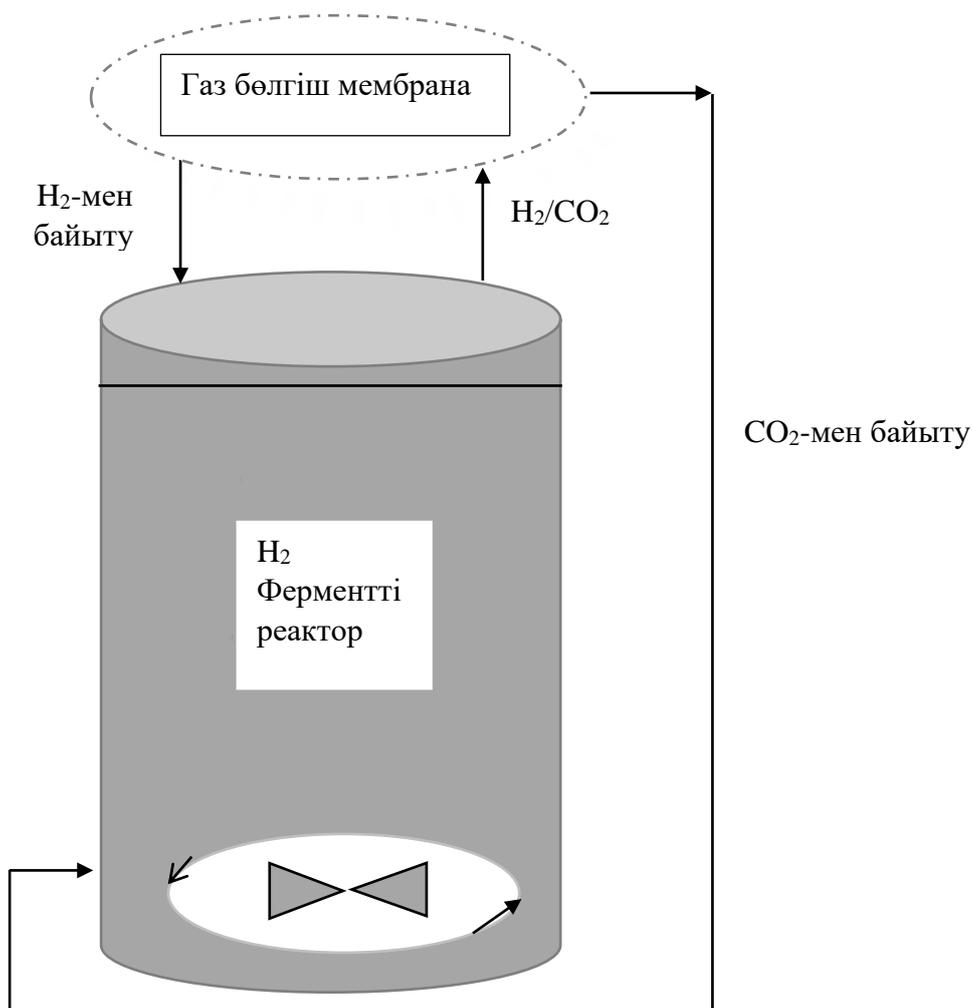 Газ бөлгіш мембрана
H₂-мен
байыту
H₂/CO₂
CO₂-мен байыту
H₂
Ферментті
реактор